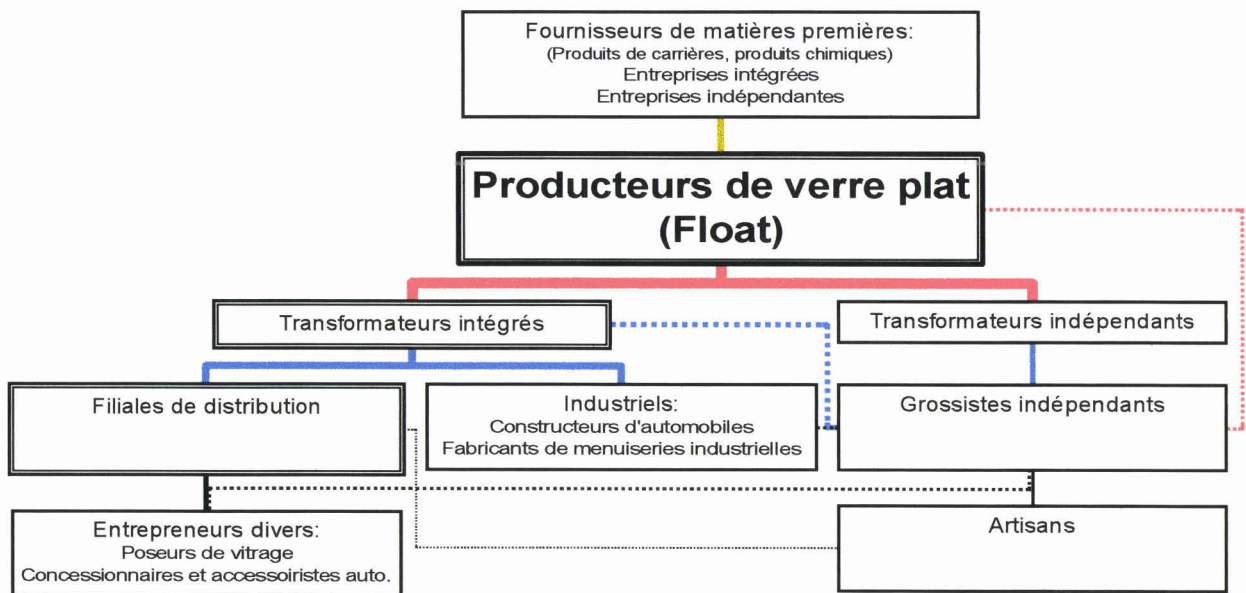 Fournisseurs de matières premières:
(Produits de carrières, produits chimiques)
Entreprises intégrées
Entreprises indépendantes
Producteurs de verre plat
(Float)
Transformateurs intégrés
Transformateurs indépendants
Filiales de distribution
Industriels:
Constructeurs d'automobiles
Fabricants de menuiseries industrielles
Grossistes indépendants
Entrepreneurs divers:
Poseurs de vitrage
Concessionnaires et accessoiristes auto.
Artisans